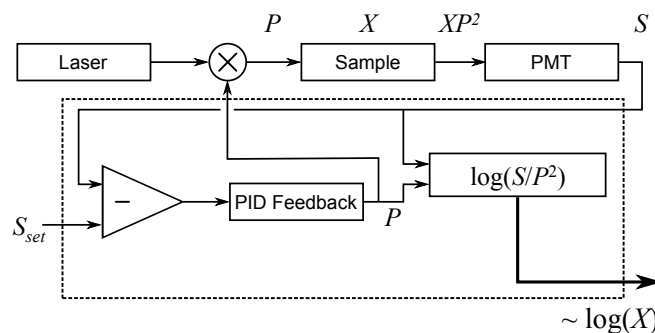 P X XP² S
Laser Sample PMT
log(S/P²)
− PID Feedback P
S_set
~ log(X)